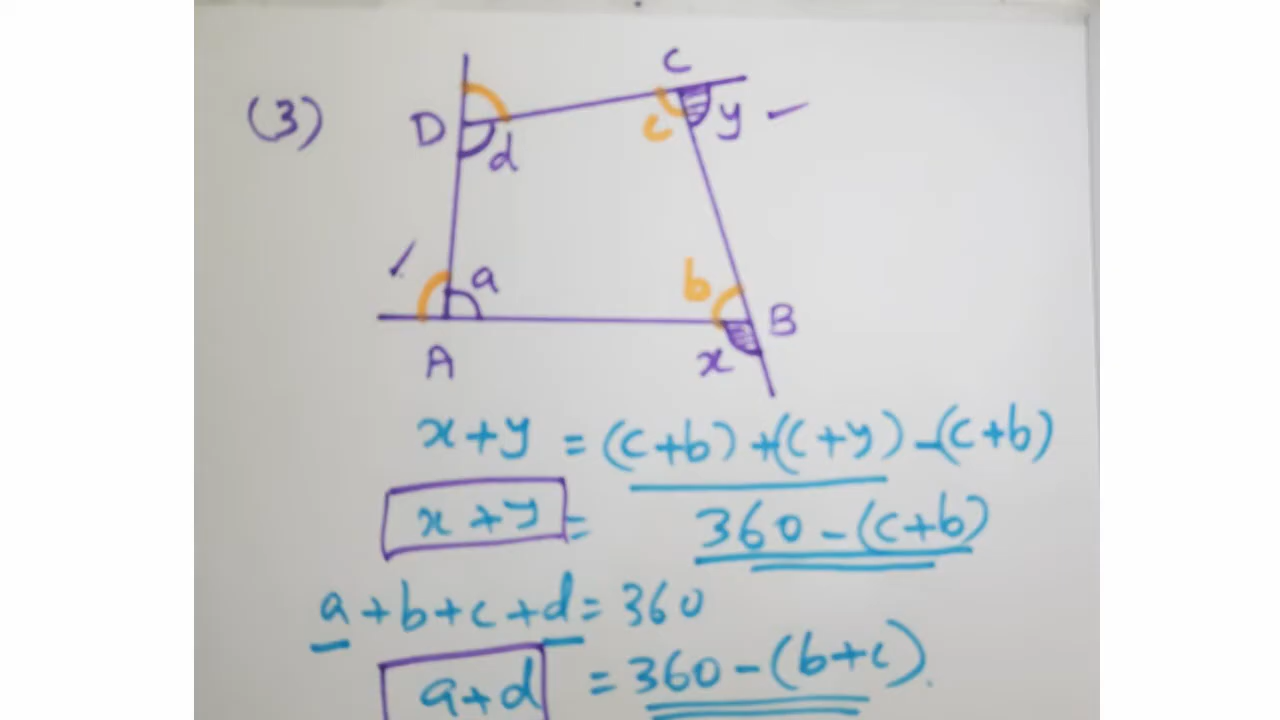 (3)
C
D
c
y
d
a
b
B
x
A
x+y = (c+b) +(c+y) -(c+b)
x+y = 360-(c+b)
a+b+c+d = 360
a+d = 360-(b+c).